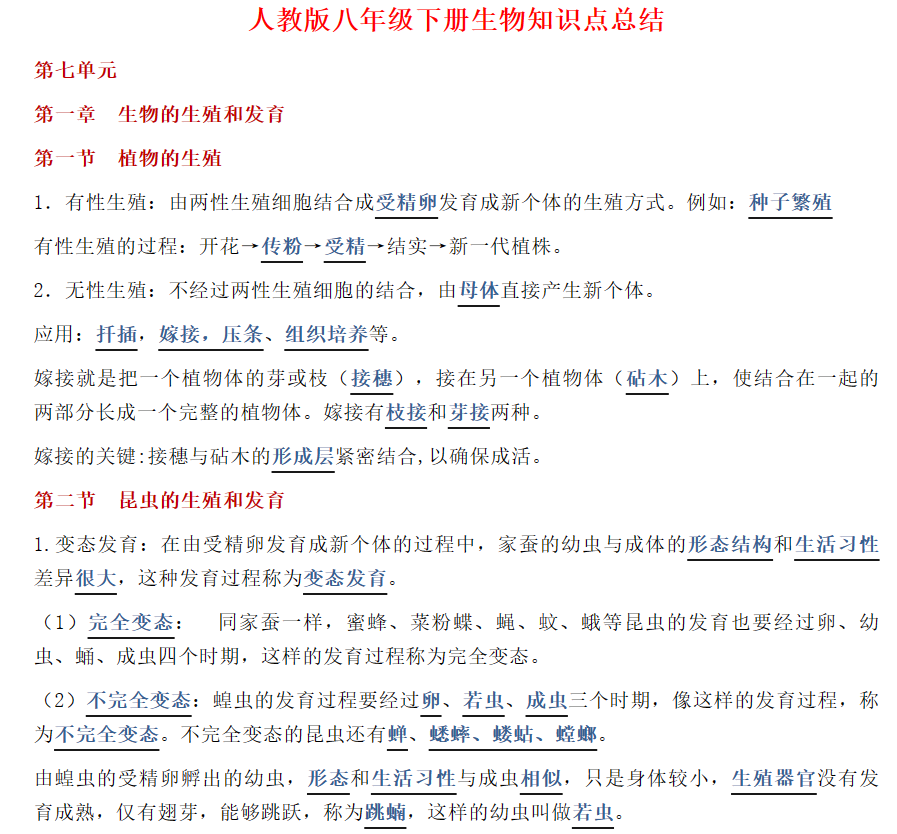 人教版八年级下册生物知识点总结
第七单元
第一章 生物的生殖和发育
第一节 植物的生殖
1. 有性生殖：由两性生殖细胞结合成受精卵发育成新个体的生殖方式。例如：种子繁殖
有性生殖的过程：开花→传粉→受精→结实→新一代植株。
2. 无性生殖：不经过两性生殖细胞的结合，由母体直接产生新个体。
应用：扦插，嫁接，压条、组织培养等。
嫁接就是把一个植物体的芽或枝（接穗），接在另一个植物体（砧木）上，使结合在一起的
两部分长成一个完整的植物体。嫁接有枝接和芽接两种。
嫁接的关键:接穗与砧木的形成层紧密结合,以确保成活。
第二节 昆虫的生殖和发育
1.变态发育：在由受精卵发育成新个体的过程中，家蚕的幼虫与成体的形态结构和生活习性
差异很大，这种发育过程称为变态发育。
（1）完全变态： 同家蚕一样，蜜蜂、菜粉蝶、蝇、蚊、蛾等昆虫的发育也要经过卵、幼
虫、蛹、成虫四个时期，这样的发育过程称为完全变态。
（2）不完全变态：蝗虫的发育过程要经过卵、若虫、成虫三个时期，像这样的发育过程，称
为不完全变态。不完全变态的昆虫还有蝉、蟋蟀、蝼蛄、螳螂。
由蝗虫的受精卵孵出的幼虫，形态和生活习性与成虫相似，只是身体较小，生殖器官没有发
育成熟，仅有翅芽，能够跳跃，称为跳蝻，这样的幼虫叫做若虫。